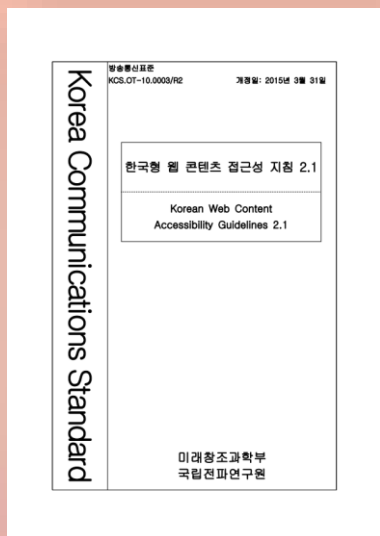 Korea Communications Standard
방송통신표준
KCS.OT-10.0003/R2 개정일: 2015년 3월 31일
한국형 웹 콘텐츠 접근성 지침 2.1
Korean Web Content
Accessibility Guidelines 2.1
미래창조과학부
국립전파연구원